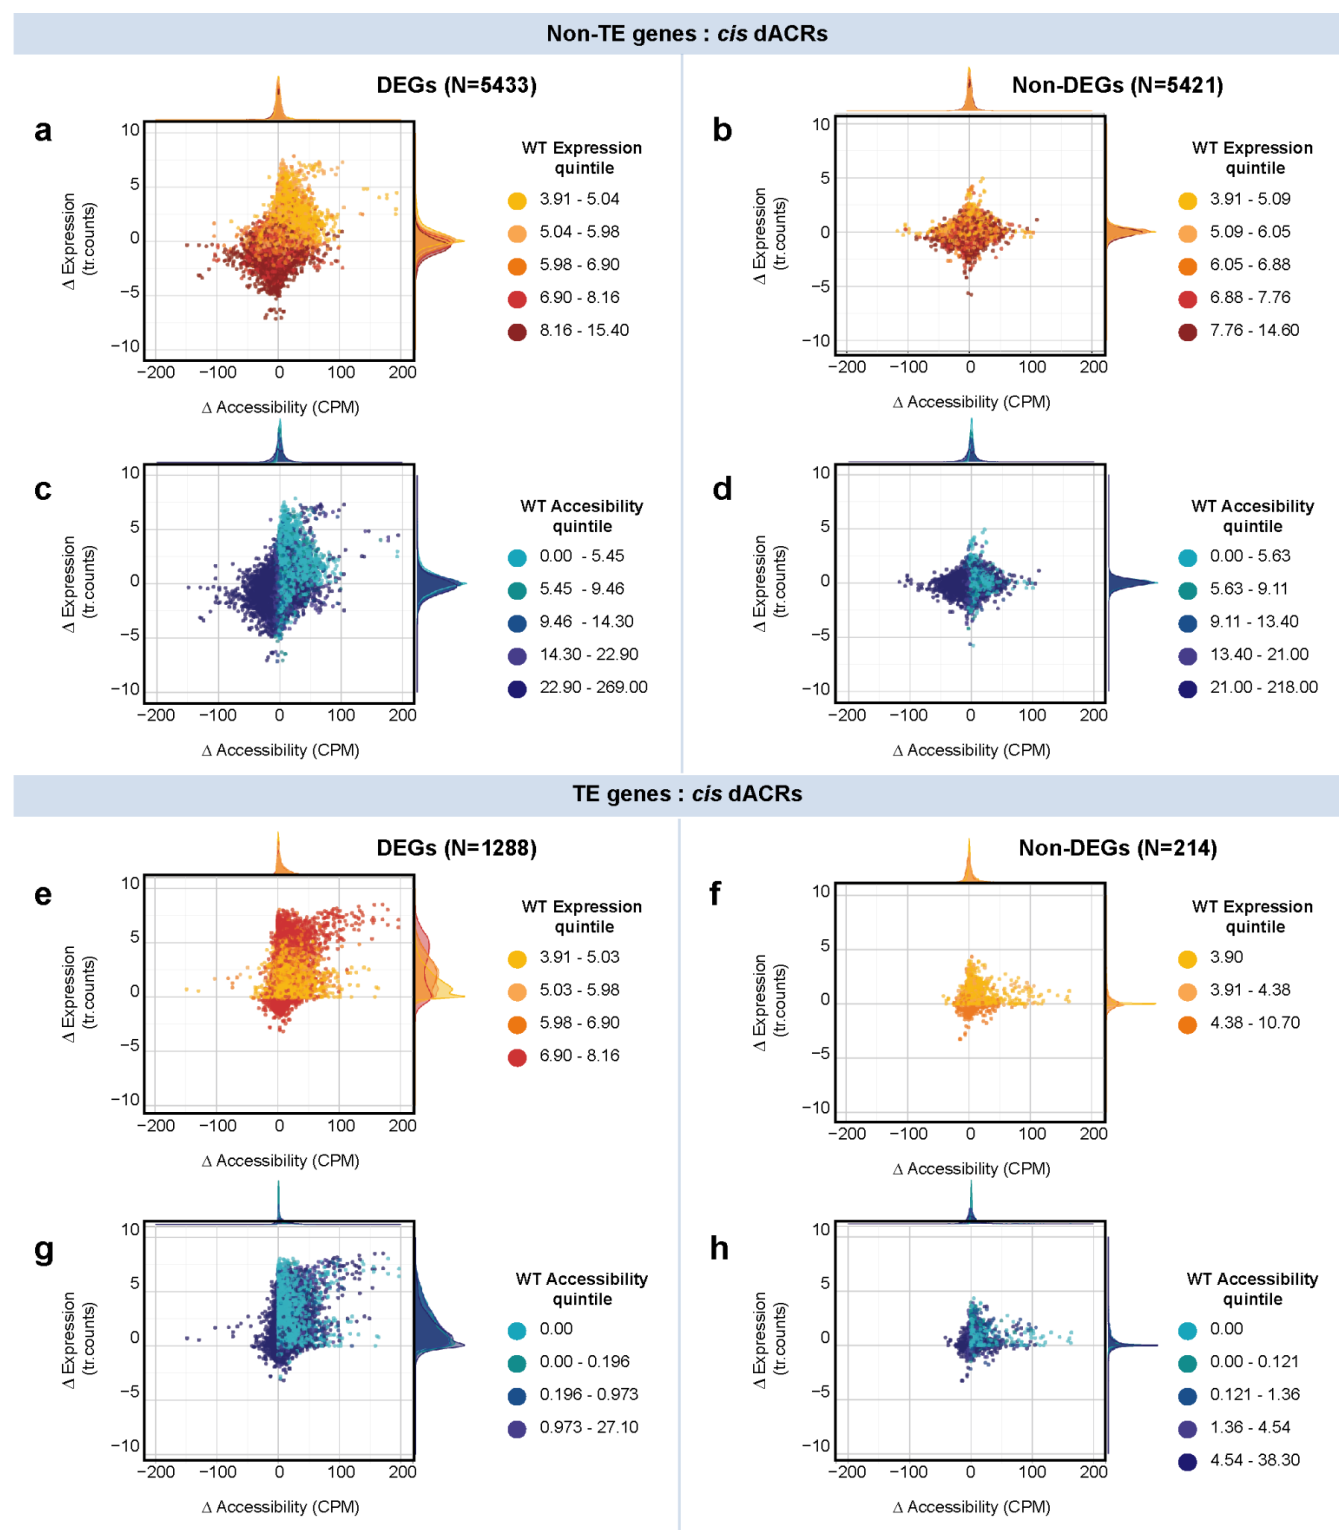 Non-TE genes : cis dACRs
DEGs (N=5433)
a
10
5
0
−5
−10
Δ Expression
(tr.counts)
−200 −100 0 100 200
Δ Accessibility (CPM)
WT Expression
quintile
3.91 - 5.04
5.04 - 5.98
5.98 - 6.90
6.90 - 8.16
8.16 - 15.40
Non-DEGs (N=5421)
b
10
5
0
−5
−10
Δ Expression
(tr.counts)
−200 −100 0 100 200
Δ Accessibility (CPM)
WT Expression
quintile
3.91 - 5.09
5.09 - 6.05
6.05 - 6.88
6.88 - 7.76
7.76 - 14.60
c
10
5
0
−5
−10
Δ Expression
(tr.counts)
−200 −100 0 100 200
Δ Accessibility (CPM)
WT Accesibility
quintile
0.00 - 5.45
5.45 - 9.46
9.46 - 14.30
14.30 - 22.90
22.90 - 269.00
d
10
5
0
−5
−10
Δ Expression
(tr.counts)
−200 −100 0 100 200
Δ Accessibility (CPM)
WT Accesibility
quintile
0.00 - 5.63
5.63 - 9.11
9.11 - 13.40
13.40 - 21.00
21.00 - 218.00
TE genes : cis dACRs
DEGs (N=1288)
e
10
5
0
−5
−10
Δ Expression
(tr.counts)
−200 −100 0 100 200
Δ Accessibility (CPM)
WT Expression
quintile
3.91 - 5.03
5.03 - 5.98
5.98 - 6.90
6.90 - 8.16
Non-DEGs (N=214)
f
10
5
0
−5
−10
Δ Expression
(tr.counts)
−200 −100 0 100 200
Δ Accessibility (CPM)
WT Expression
quintile
3.90
3.91 - 4.38
4.38 - 10.70
g
10
5
0
−5
−10
Δ Expression
(tr.counts)
−200 −100 0 100 200
Δ Accessibility (CPM)
WT Accessibility
quintile
0.00
0.00 - 0.196
0.196 - 0.973
0.973 - 27.10
h
10
5
0
−5
−10
Δ Expression
(tr.counts)
−200 −100 0 100 200
Δ Accessibility (CPM)
WT Accessibility
quintile
0.00
0.00 - 0.121
0.121 - 1.36
1.36 - 4.54
4.54 - 38.30